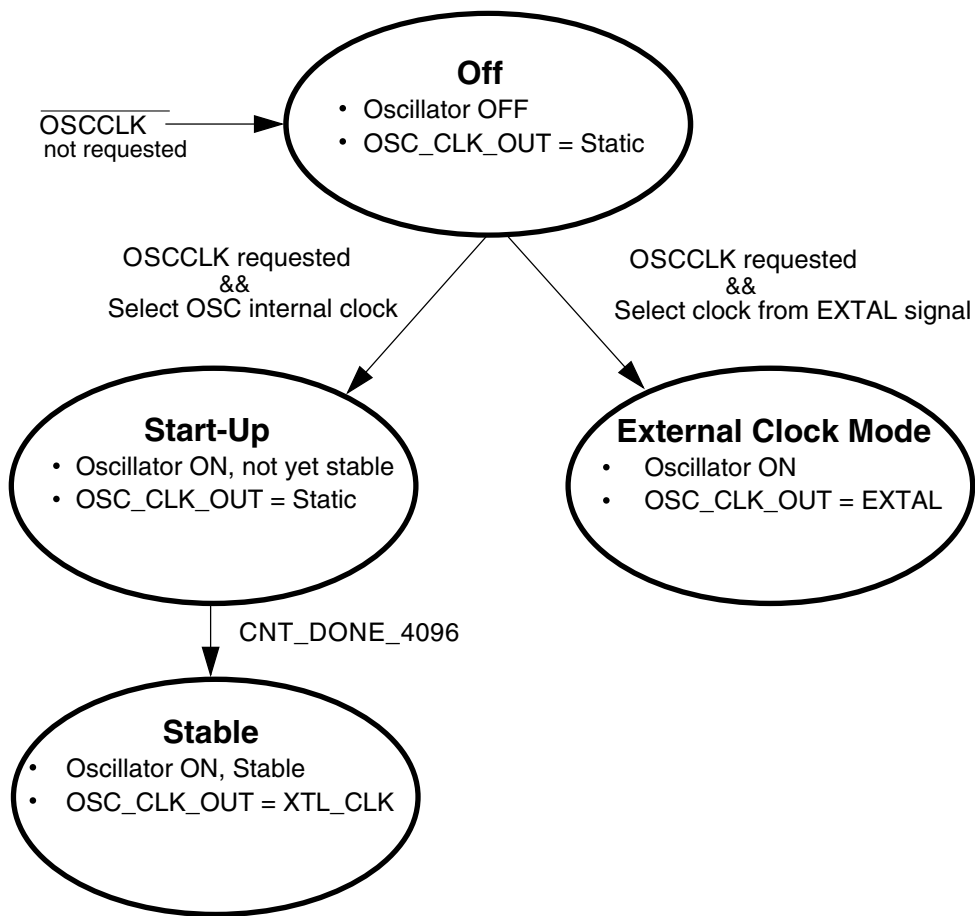 Off
• Oscillator OFF
• OSC_CLK_OUT = Static
OSCCLK
not requested
OSCCLK requested
&&
Select OSC internal clock
OSCCLK requested
&&
Select clock from EXTAL signal
Start-Up
• Oscillator ON, not yet stable
• OSC_CLK_OUT = Static
External Clock Mode
• Oscillator ON
• OSC_CLK_OUT = EXTAL
CNT_DONE_4096
Stable
• Oscillator ON, Stable
• OSC_CLK_OUT = XTL_CLK